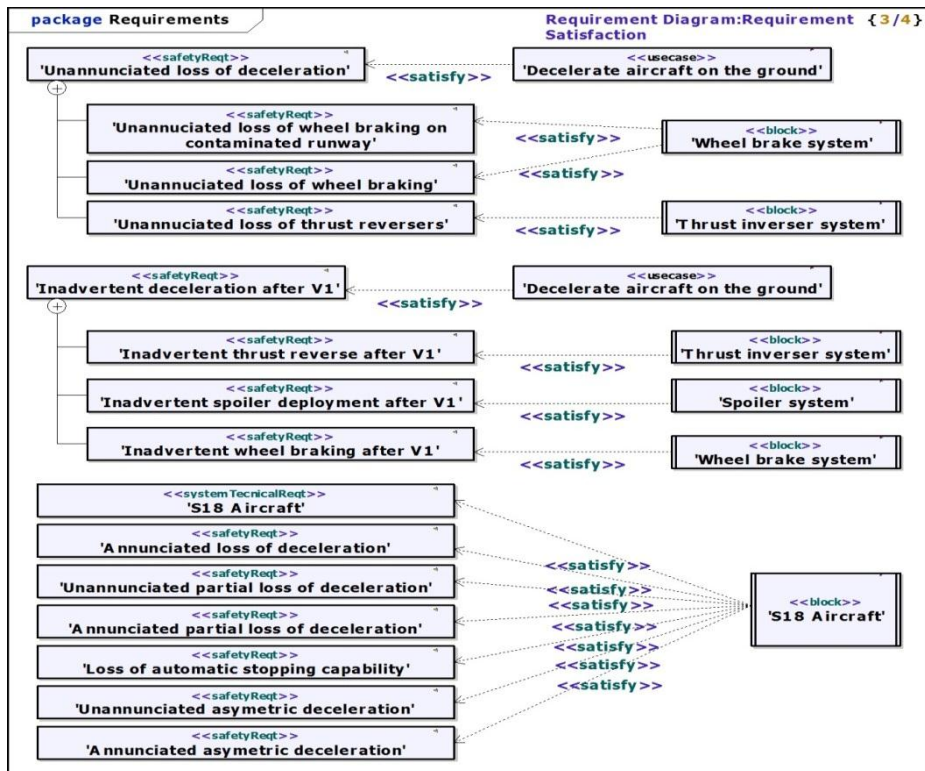 package Requirements
Requirement Diagram:Requirement Satisfaction {3/4}
<<safetyReqt>>
'Unannunciated loss of deceleration'
<<satisfy>>
<<usecase>>
'Decelerate aircraft on the ground'
<<safetyReqt>>
'Unannuciated loss of wheel braking on
contaminated runway'
<<satisfy>>
<<block>>
'Wheel brake system'
<<safetyReqt>>
'Unannuciated loss of wheel braking'
<<satisfy>>
<<safetyReqt>>
'Unannuciated loss of thrust reversers'
<<satisfy>>
<<block>>
'Thrust inverser system'
<<safetyReqt>>
'Inadvertent deceleration after V1'
<<satisfy>>
<<usecase>>
'Decelerate aircraft on the ground'
<<safetyReqt>>
'Inadvertent thrust reverse after V1'
<<satisfy>>
<<block>>
'Thrust inverser system'
<<safetyReqt>>
'Inadvertent spoiler deployment after V1'
<<satisfy>>
<<block>>
'Spoiler system'
<<safetyReqt>>
'Inadvertent wheel braking after V1'
<<satisfy>>
<<block>>
'Wheel brake system'
<<systemTecnicalReqt>>
'S18 Aircraft'
<<safetyReqt>>
'Annunciated loss of deceleration'
<<safetyReqt>>
'Unannunciated partial loss of deceleration'
<<safetyReqt>>
'Annunciated partial loss of deceleration'
<<safetyReqt>>
'Loss of automatic stopping capability'
<<safetyReqt>>
'Unannunciated asymetric deceleration'
<<safetyReqt>>
'Annunciated asymetric deceleration'
<<satisfy>>
<<satisfy>>
<<satisfy>>
<<satisfy>>
<<satisfy>>
<<satisfy>>
<<satisfy>>
<<block>>
'S18 Aircraft'